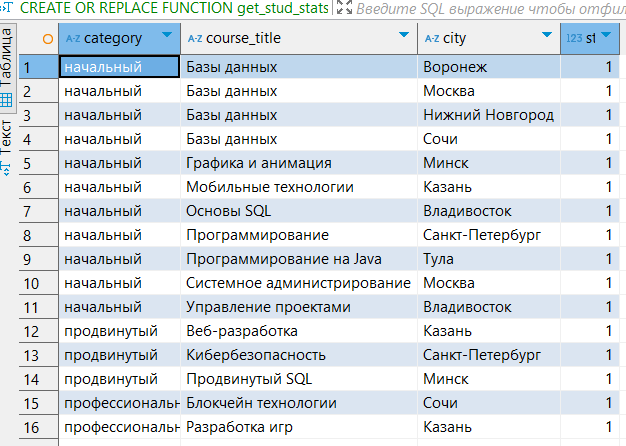 CREATE OR REPLACE FUNCTION get_stud_stats Введите SQL выражение чтобы отфил
Таблица
Текст
A-Z category A-Z course_title A-Z city 123 st
1 начальный Базы данных Воронеж 1
2 начальный Базы данных Москва 1
3 начальный Базы данных Нижний Новгород 1
4 начальный Базы данных Сочи 1
5 начальный Графика и анимация Минск 1
6 начальный Мобильные технологии Казань 1
7 начальный Основы SQL Владивосток 1
8 начальный Программирование Санкт-Петербург 1
9 начальный Программирование на Java Тула 1
10 начальный Системное администрирование Москва 1
11 начальный Управление проектами Владивосток 1
12 продвинутый Веб-разработка Казань 1
13 продвинутый Кибербезопасность Санкт-Петербург 1
14 продвинутый Продвинутый SQL Минск 1
15 профессиональн Блокчейн технологии Сочи 1
16 профессиональн Разработка игр Казань 1